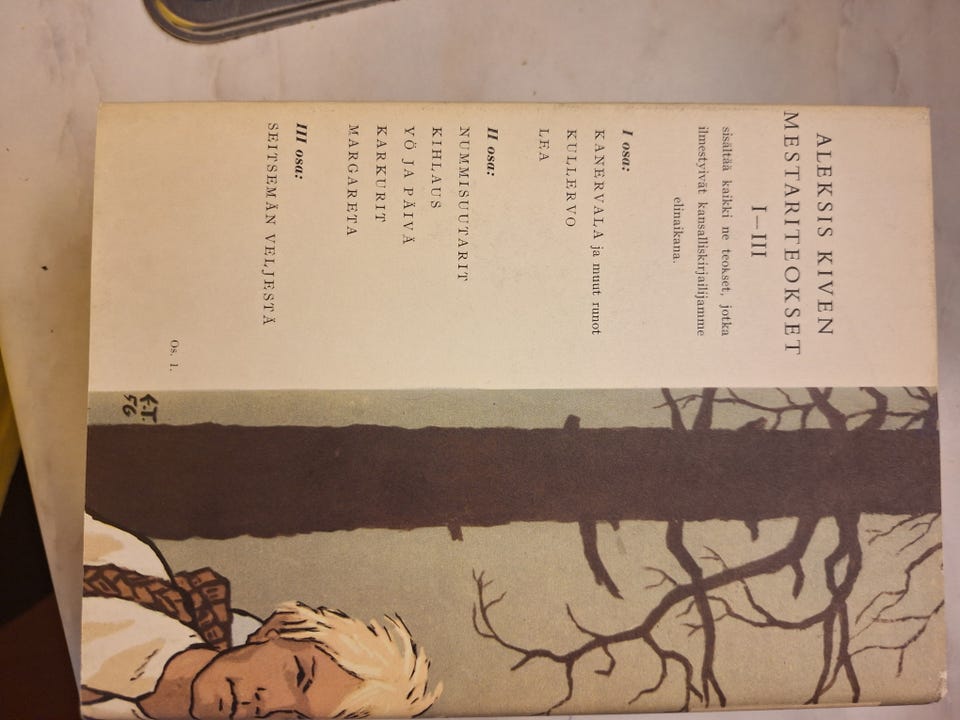 ALEKSIS KIVEN
MESTARITEOKSET
I—III
sisältää kaikki ne teokset, jotka
ilmestyivät kansalliskirjailijamme
elinaikana.
I osa:
KANERVALA ja muut runot
KULLERVO
LEA
II osa:
NUMMISUUTARIT
KIHLAUS
YÖ JA PÄIVÄ
KARKURIT
MARGARETA
III osa:
SEITSEMÄN VELJESTÄ
Os. 1.
F.T.
56